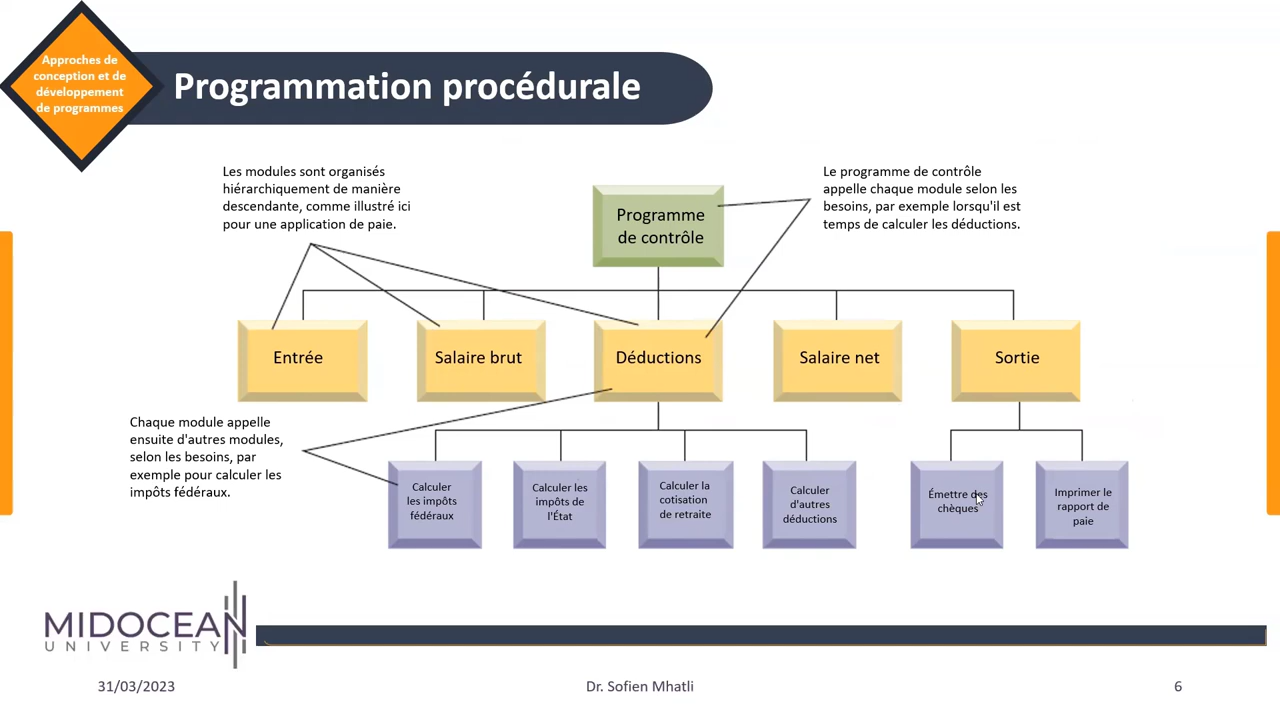 Approches de
conception et de
développement
de programmes
Programmation procédurale
Les modules sont organisés
hiérarchiquement de manière
descendante, comme illustré ici
pour une application de paie.
Le programme de contrôle
appelle chaque module selon les
besoins, par exemple lorsqu'il est
temps de calculer les déductions.
Programme
de contrôle
Entrée
Salaire brut
Déductions
Salaire net
Sortie
Chaque module appelle
ensuite d'autres modules,
selon les besoins, par
exemple pour calculer les
impôts fédéraux.
Calculer
les impôts
fédéraux
Calculer les
impôts de
l'État
Calculer la
cotisation
de retraite
Calculer
d'autres
déductions
Émettre des
chèques
Imprimer le
rapport de
paie
MIDOCEAN
UNIVERSITY
31/03/2023
Dr. Sofien Mhatli
6